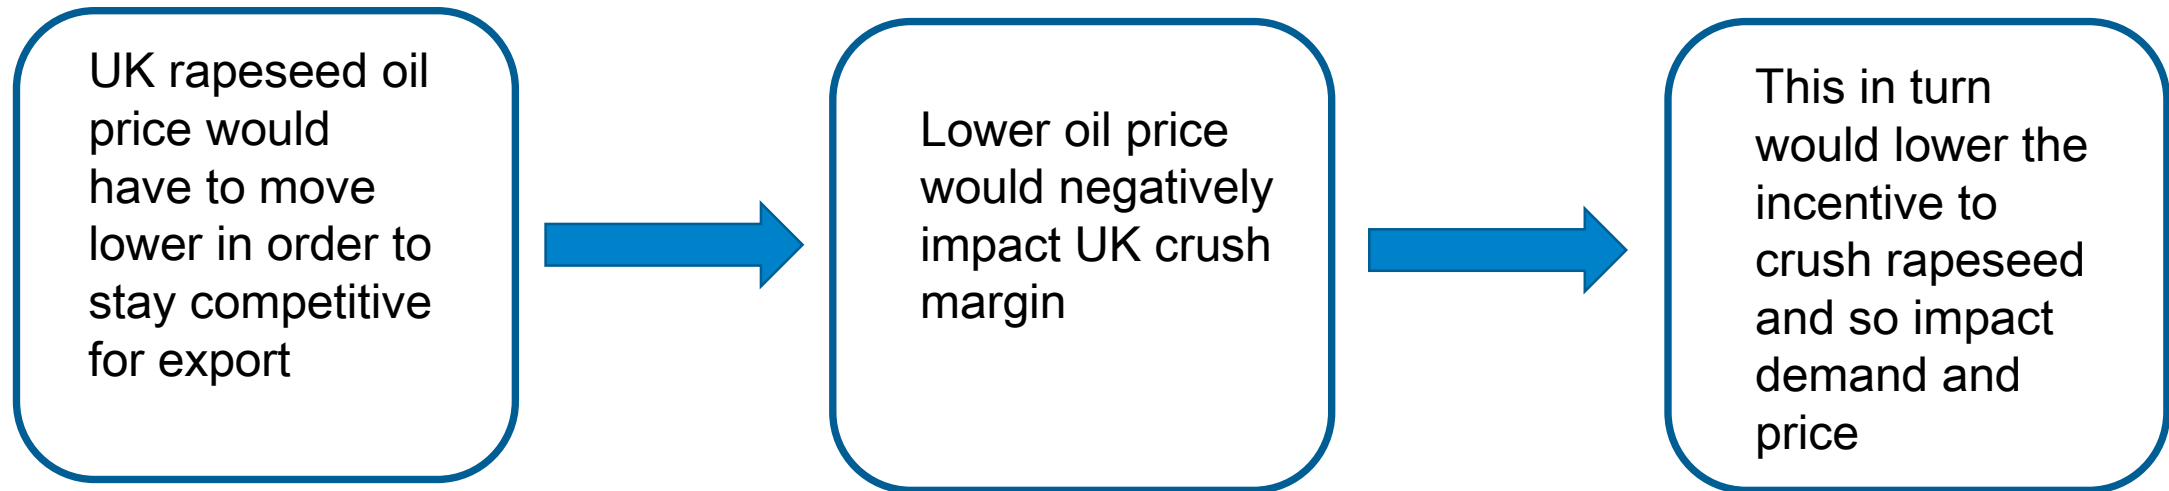 UK rapeseed oil
price would
have to move
lower in order to
stay competitive
for export
Lower oil price
would negatively
impact UK crush
margin
This in turn
would lower the
incentive to
crush rapeseed
and so impact
demand and
price